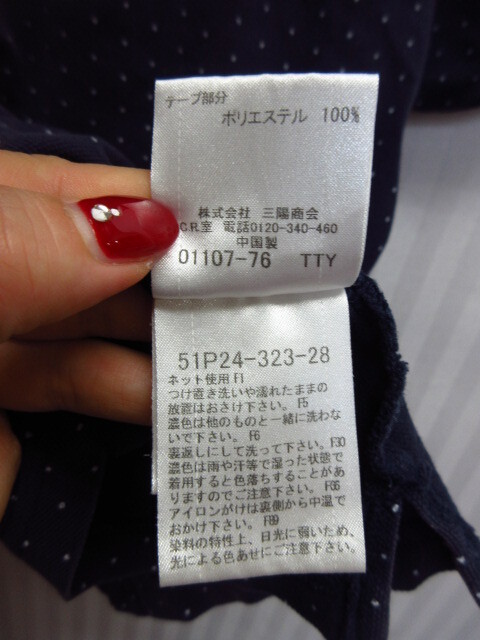 テープ部分
ポリエステル 100%
株式会社 三陽商会
C.R.室 電話0120-340-460
中国製
01107-76 TTY
51P24-323-28
ネット使用 F1
つけ置き洗いや濡れたままの
放置はおさけ下さい。 F5
濃色は他のものと一緒に洗わな
いで下さい。 F6
裏返しにして洗って下さい。F30
濃色は雨や汗等で湿った状態で
着用すると色落ちすることがあ
りますのでご注意下さい。 F36
アイロンがけは裏側から中温で
おかけ下さい。 F89
染料の特性上、日光に弱いため、
光による色あせにご注意下さい。